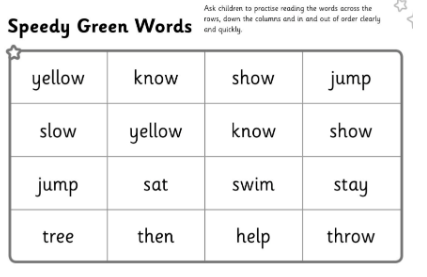 Speedy Green Words
Ask children to practise reading the words across the
rows, down the columns and in and out of order clearly
and quickly.
yellow know show jump
slow yellow know show
jump sat swim stay
tree then help throw